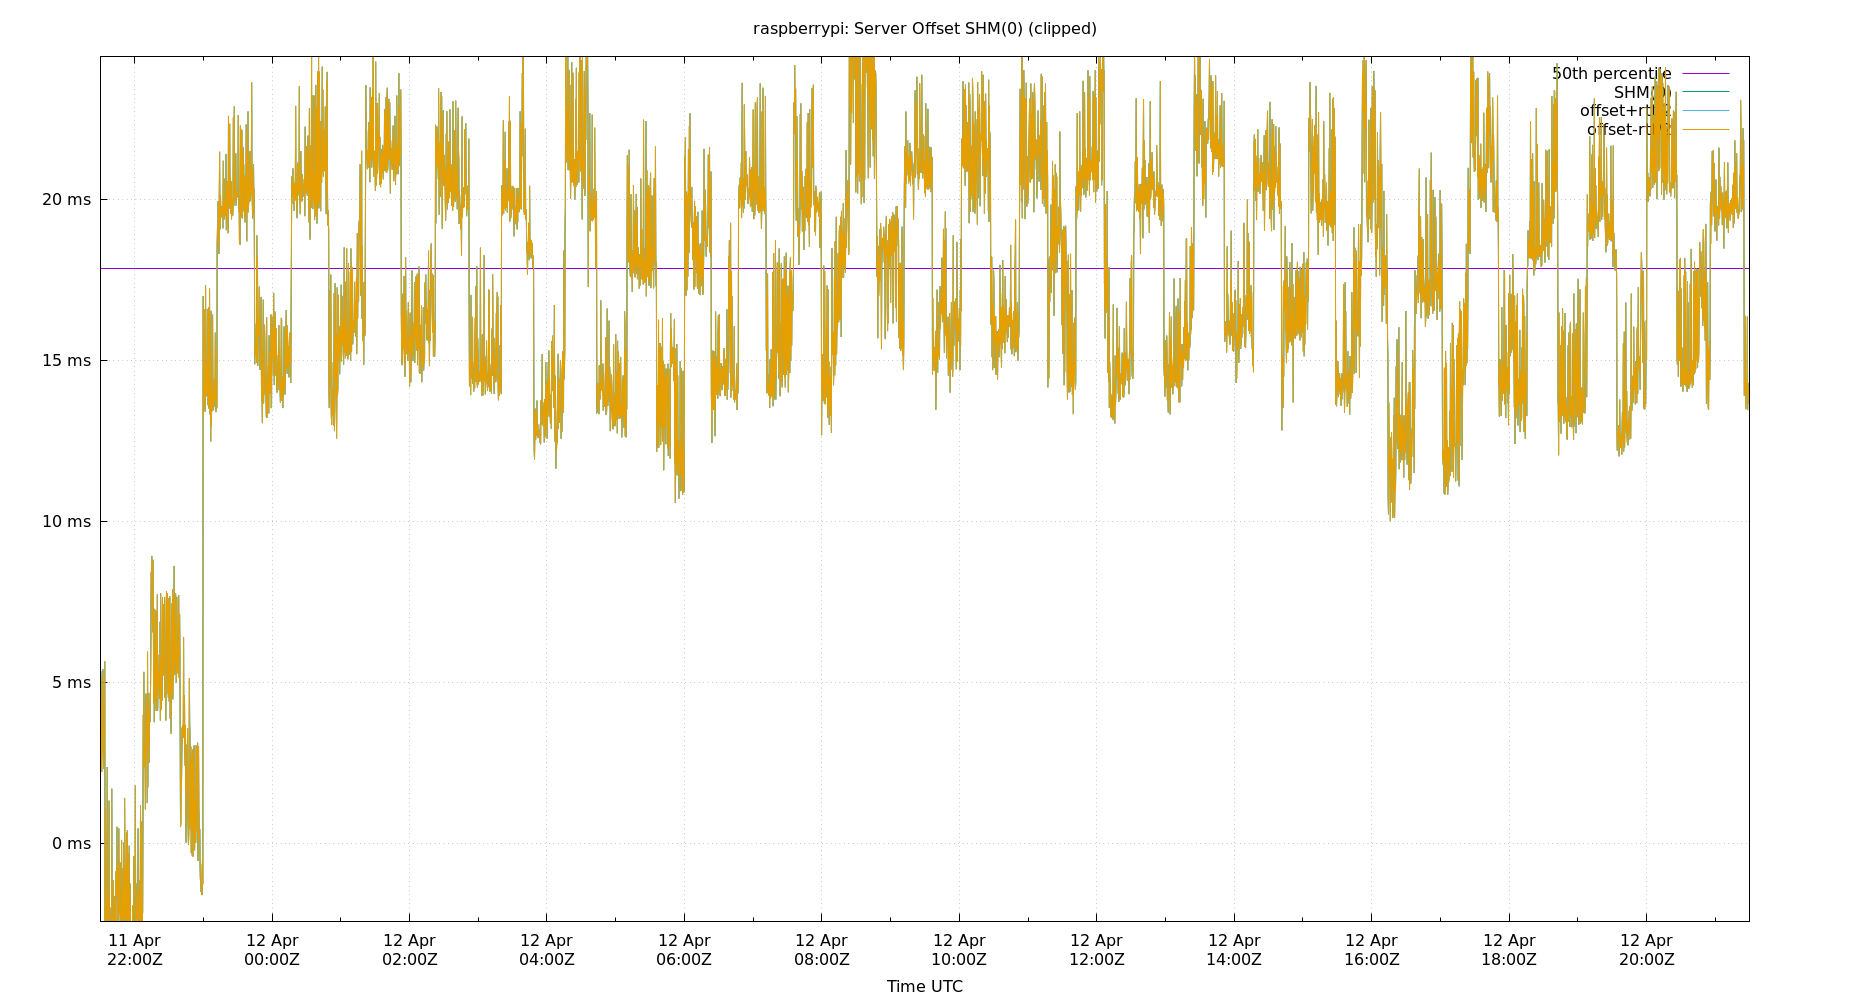 raspberrypi: Server Offset SHM(0) (clipped)
50th percentile
SHM(0)
offset+rtt/2
offset-rtt/2
20 ms
15 ms
10 ms
5 ms
0 ms
11 Apr 12 Apr 12 Apr 12 Apr 12 Apr 12 Apr 12 Apr 12 Apr 12 Apr 12 Apr 12 Apr 12 Apr
22:00Z 00:00Z 02:00Z 04:00Z 06:00Z 08:00Z 10:00Z 12:00Z 14:00Z 16:00Z 18:00Z 20:00Z
Time UTC